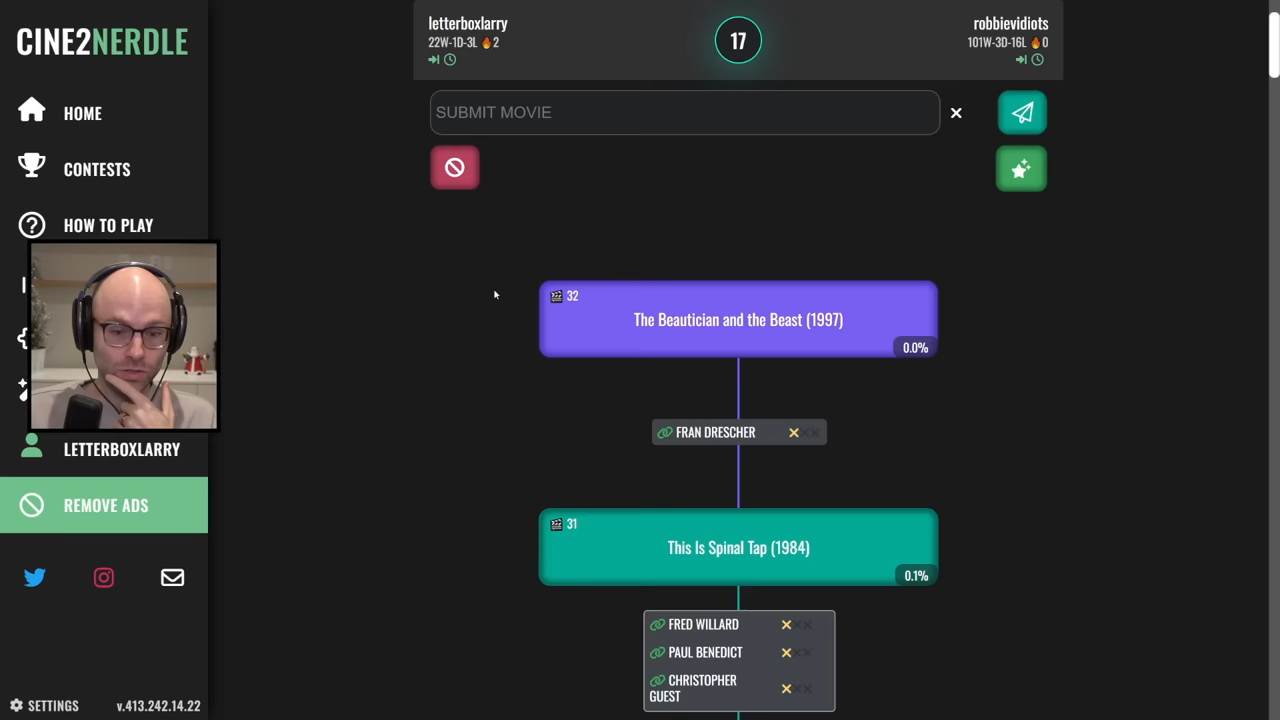 CINE2NERDLE
HOME
CONTESTS
HOW TO PLAY
LETTERBOXLARRY
REMOVE ADS
SETTINGS
v.413.242.14.22
letterboxlarry
22W-1D-3L 🔥2
17
robbievidiots
101W-3D-16L 🔥0
SUBMIT MOVIE
32
The Beautician and the Beast (1997)
0.0%
FRAN DRESCHER
31
This Is Spinal Tap (1984)
0.1%
FRED WILLARD
PAUL BENEDICT
CHRISTOPHER
GUEST